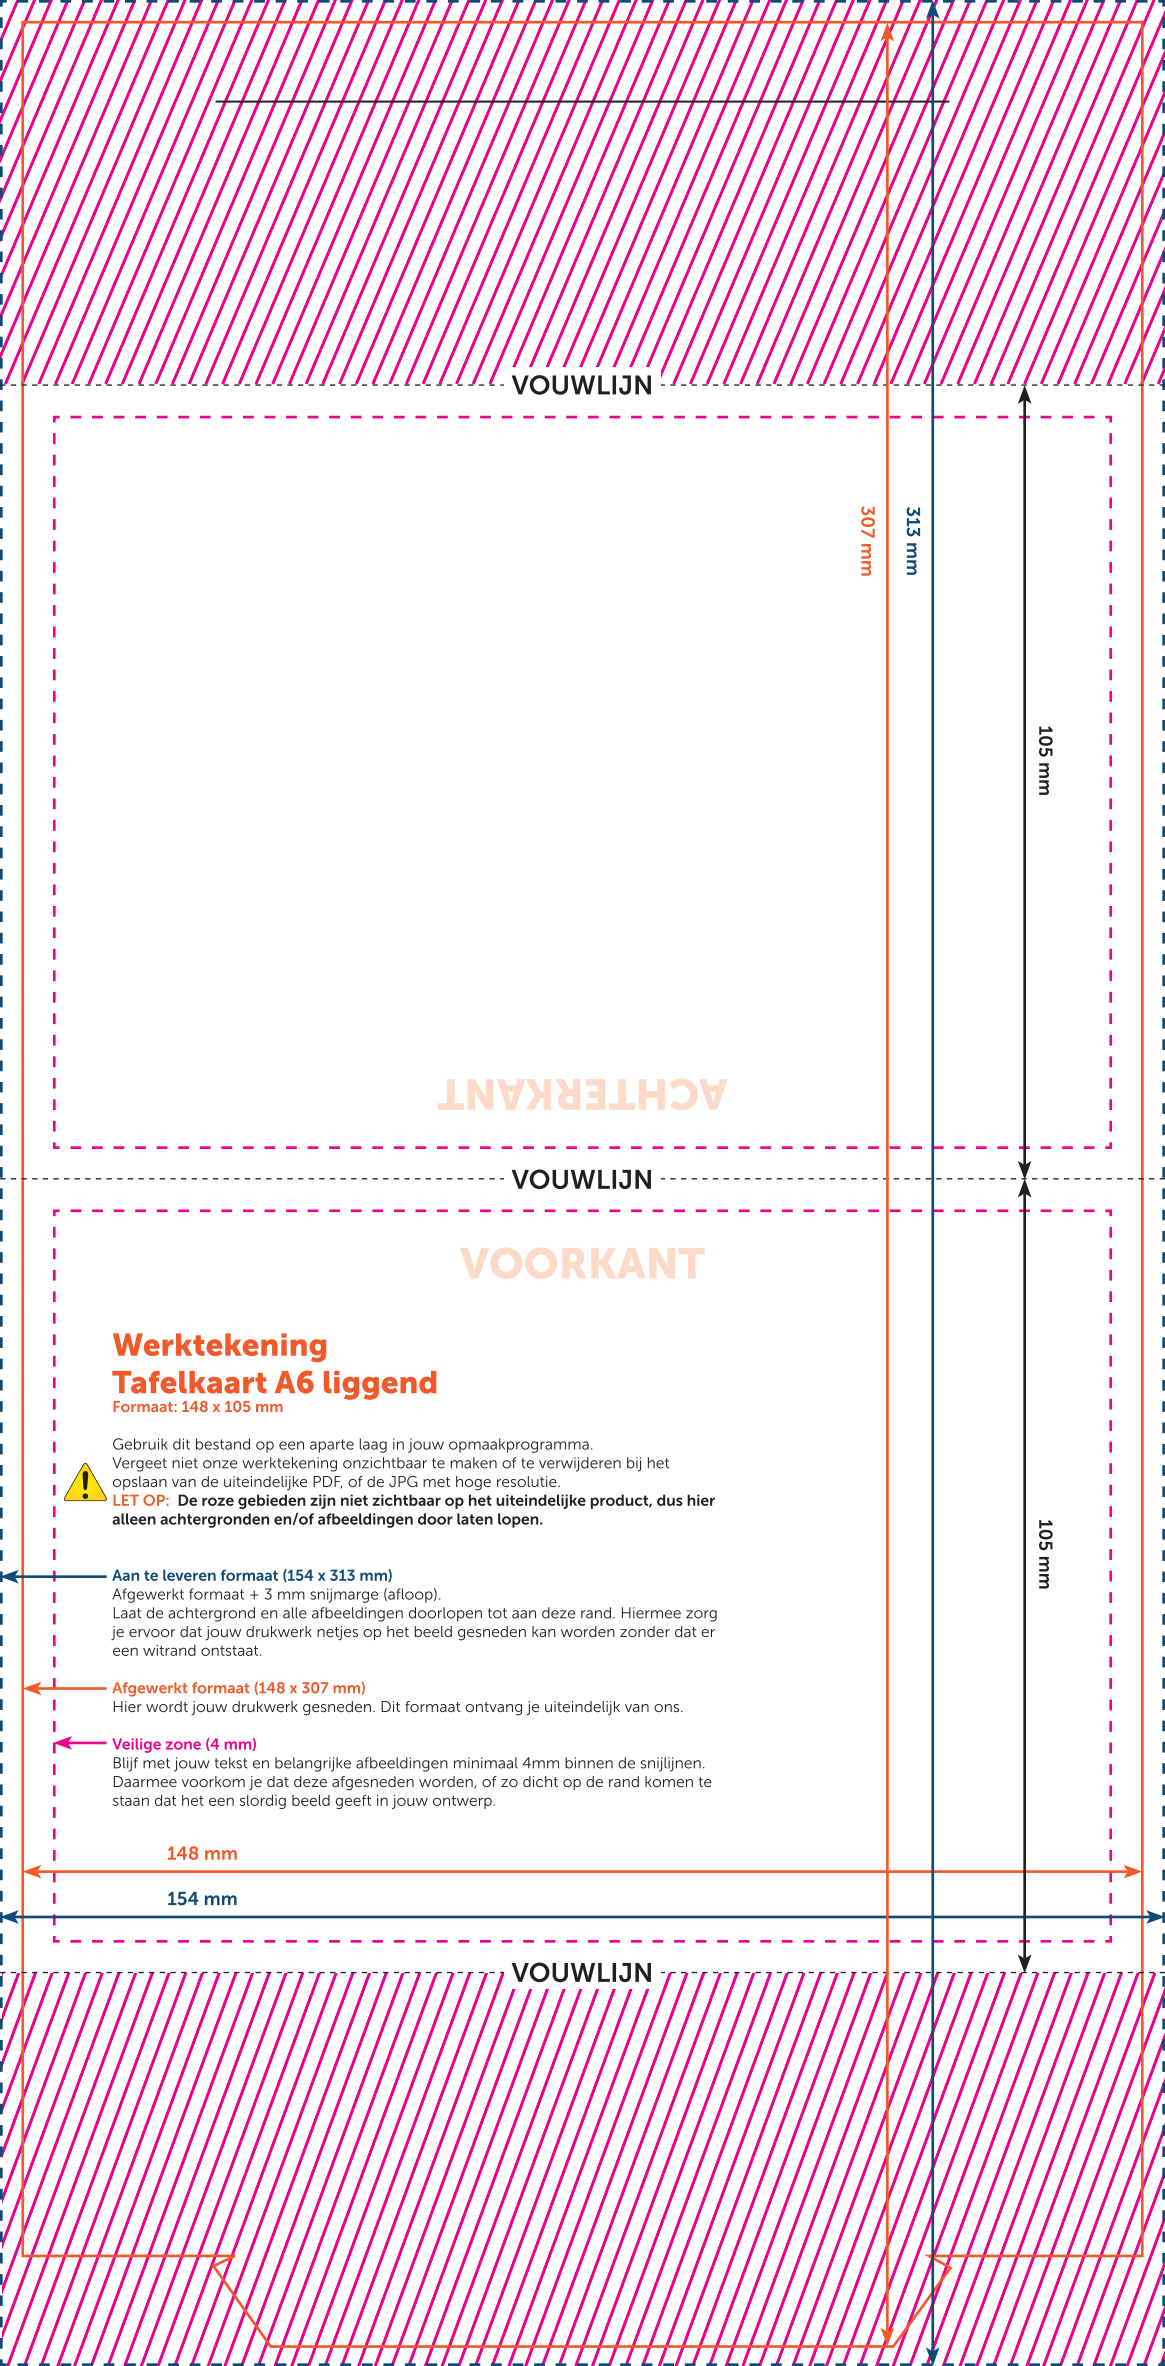 VOUWLIJN
307 mm
313 mm
105 mm
ACHTERKANT
VOUWLIJN
VOORKANT
Werktekening
Tafelkaart A6 liggend
Formaat: 148 x 105 mm
Gebruik dit bestand op een aparte laag in jouw opmaakprogramma.
Vergeet niet onze werktekening onzichtbaar te maken of te verwijderen bij het
opslaan van de uiteindelijke PDF, of de JPG met hoge resolutie.
LET OP: De roze gebieden zijn niet zichtbaar op het uiteindelijke product, dus hier
alleen achtergronden en/of afbeeldingen door laten lopen.
105 mm
Aan te leveren formaat (154 x 313 mm)
Afgewerkt formaat + 3 mm snijmarge (afloop).
Laat de achtergrond en alle afbeeldingen doorlopen tot aan deze rand. Hiermee zorg
je ervoor dat jouw drukwerk netjes op het beeld gesneden kan worden zonder dat er
een witrand ontstaat.
Afgewerkt formaat (148 x 307 mm)
Hier wordt jouw drukwerk gesneden. Dit formaat ontvang je uiteindelijk van ons.
Veilige zone (4 mm)
Blijf met jouw tekst en belangrijke afbeeldingen minimaal 4mm binnen de snijlijnen.
Daarmee voorkom je dat deze afgesneden worden, of zo dicht op de rand komen te
staan dat het een slordig beeld geeft in jouw ontwerp.
148 mm
154 mm
VOUWLIJN